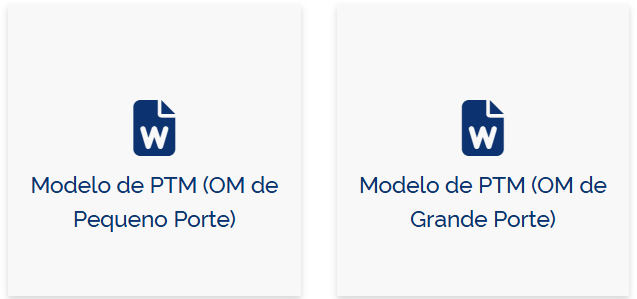 W
Modelo de PTM (OM de
Pequeno Porte)
W
Modelo de PTM (OM de
Grande Porte)